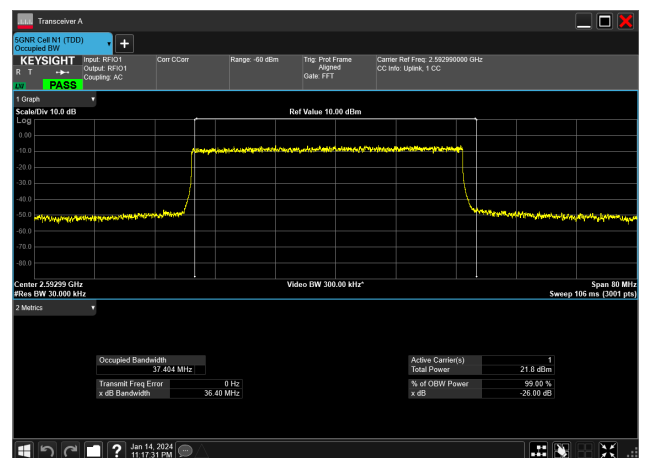 Transceiver A
5GNR Cell N1 (TDD)
Occupied BW
KEYSIGHT
R T
LV
PASS
Input: RFIO1
Output: RFIO1
Coupling: AC
Corr CCorr
Range: -60 dBm
Trig: Prot Frame
Aligned
Gate: FFT
Carrier Ref Freq: 2.592990000 GHz
CC Info: Uplink, 1 CC
1 Graph
Scale/Div 10.0 dB
Ref Value 10.00 dBm
Log
0.00
-10.0
-20.0
-30.0
-40.0
-50.0
-60.0
-70.0
-80.0
Center 2.59299 GHz
Video BW 300.00 kHz*
Span 80 MHz
#Res BW 30.000 kHz
Sweep 106 ms (3001 pts)
2 Metrics
Occupied Bandwidth
37.404 MHz
Transmit Freq Error 0 Hz
x dB Bandwidth 36.40 MHz
Active Carrier(s) 1
Total Power 21.8 dBm
% of OBW Power 99.00 %
x dB -26.00 dB
Jan 14, 2024
11:17:31 PM